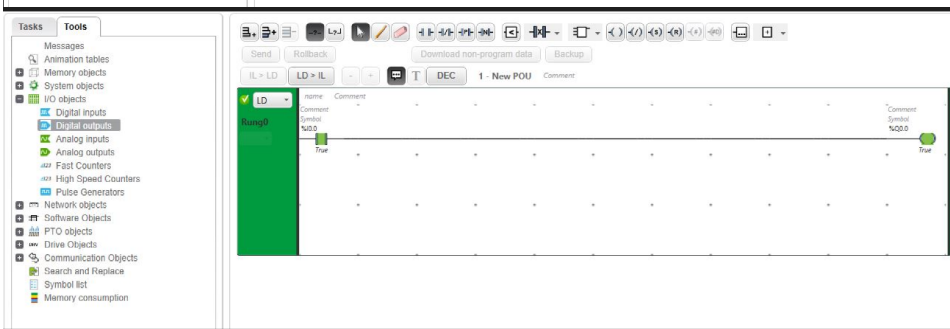 Tasks Tools
Messages
Animation tables
Memory objects
System objects
I/O objects
Digital inputs
Digital outputs
Analog inputs
Analog outputs
Fast Counters
High Speed Counters
Pulse Generators
Network objects
Software Objects
PTO objects
Drive Objects
Communication Objects
Search and Replace
Symbol list
Memory consumption
Send Rollback Download non-program data Backup
IL > LD LD > IL - + T DEC 1 - New POU Comment
LD name Comment
Rung0
Comment
Symbol
%I0.0
True
Comment
Symbol
%Q0.0
True